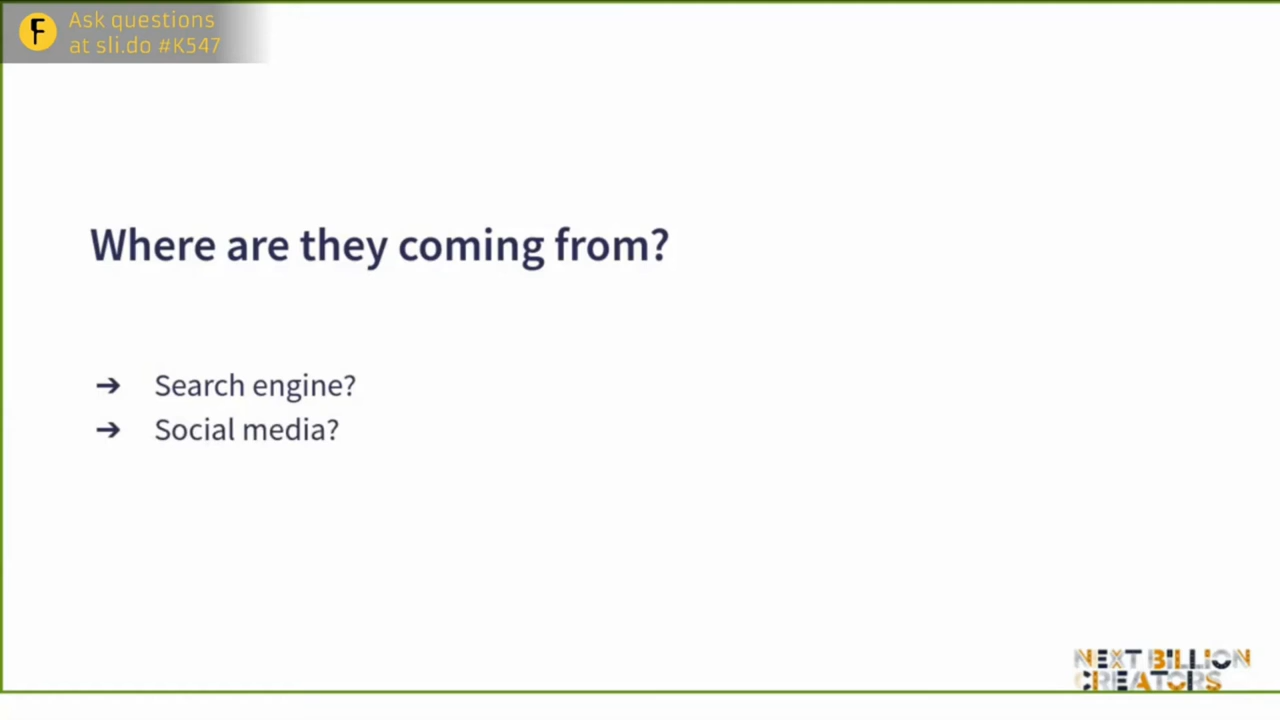 F
Ask questions
at sli.do #K547
Where are they coming from?
➔ Search engine?
➔ Social media?
NEXT BILLION
CREATORS